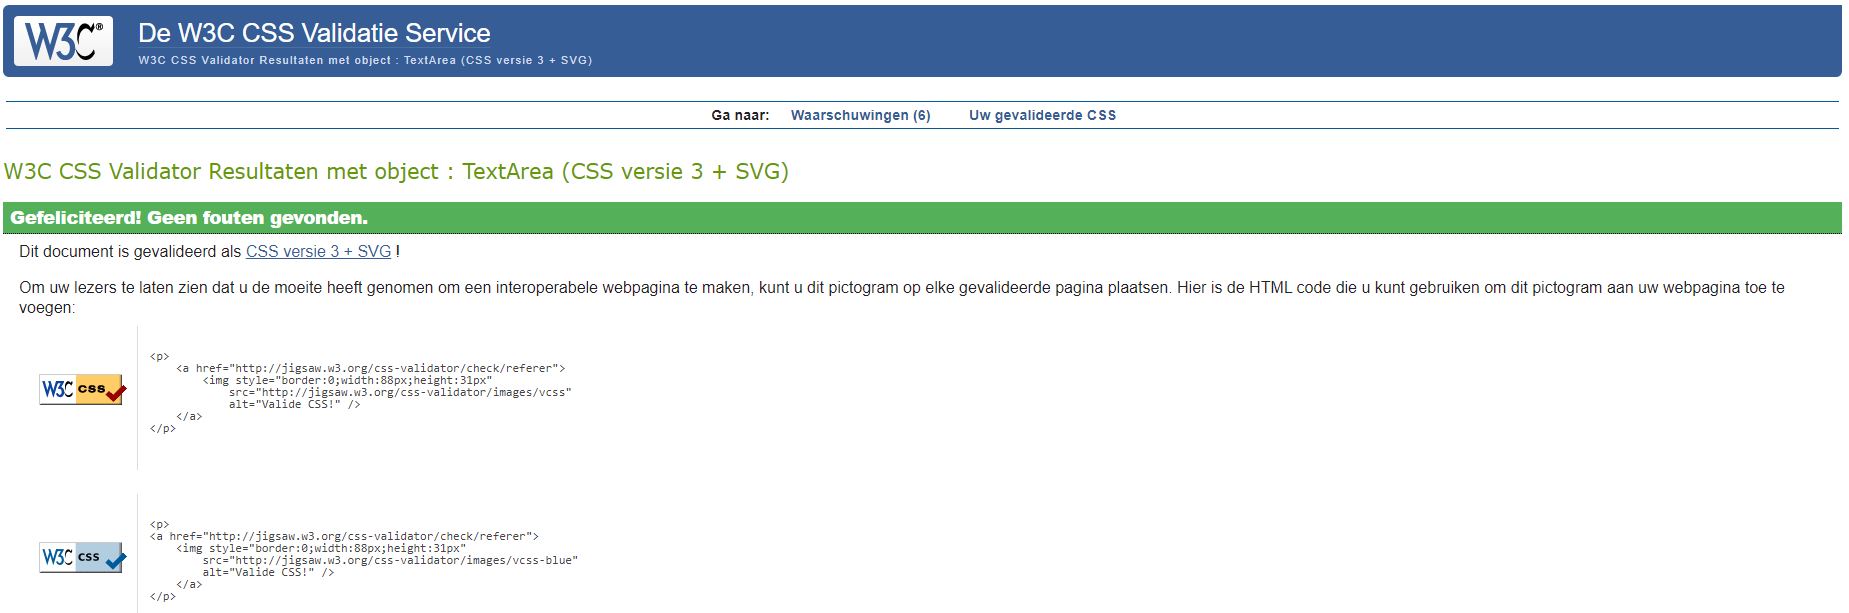 W3C® De W3C CSS Validatie Service
W3C CSS Validator Resultaten met object : TextArea (CSS versie 3 + SVG)
Ga naar: Waarschuwingen (6) Uw gevalideerde CSS
W3C CSS Validator Resultaten met object : TextArea (CSS versie 3 + SVG)
Gefeliciteerd! Geen fouten gevonden.
Dit document is gevalideerd als CSS versie 3 + SVG !
Om uw lezers te laten zien dat u de moeite heeft genomen om een interoperabele webpagina te maken, kunt u dit pictogram op elke gevalideerde pagina plaatsen. Hier is de HTML code die u kunt gebruiken om dit pictogram aan uw webpagina toe te
voegen:
W3C css
<p>
<a href="http://jigsaw.w3.org/css-validator/check/referer">
<img style="border:0;width:88px;height:31px"
src="http://jigsaw.w3.org/css-validator/images/vcss"
alt="Valide CSS!" />
</a>
</p>
W3C css
<p>
<a href="http://jigsaw.w3.org/css-validator/check/referer">
<img style="border:0;width:88px;height:31px"
src="http://jigsaw.w3.org/css-validator/images/vcss-blue"
alt="Valide CSS!" />
</a>
</p>